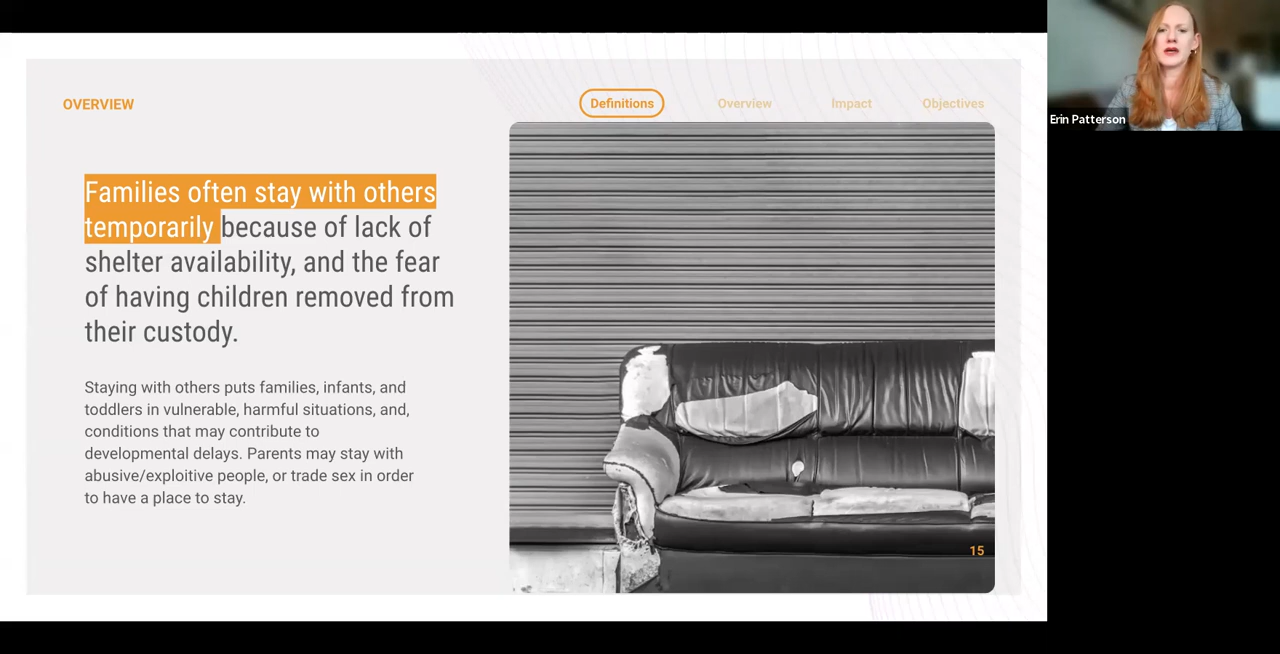 OVERVIEW
Definitions
Overview
Impact
Objectives
Families often stay with others
temporarily because of lack of
shelter availability, and the fear
of having children removed from
their custody.
Staying with others puts families, infants, and
toddlers in vulnerable, harmful situations, and,
conditions that may contribute to
developmental delays. Parents may stay with
abusive/exploitive people, or trade sex in order
to have a place to stay.
15
Erin Patterson